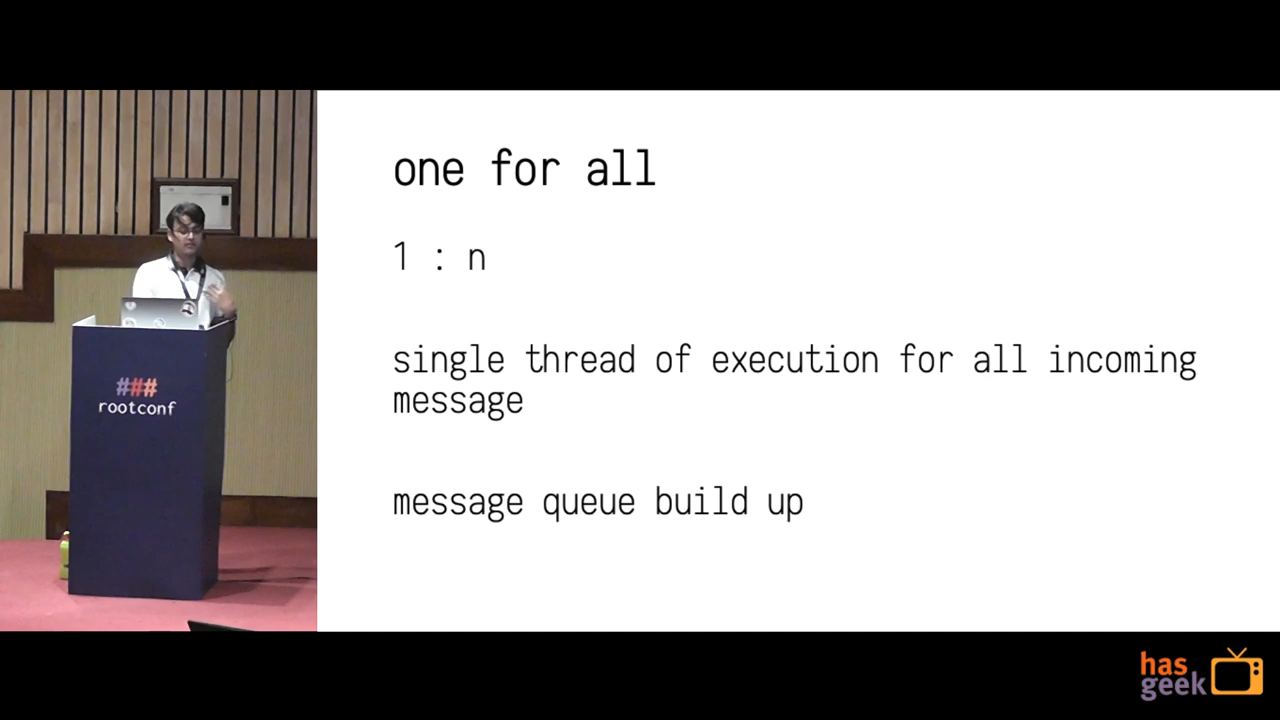 one for all
1 : n
single thread of execution for all incoming
message
message queue build up
###
rootconf
has
geek